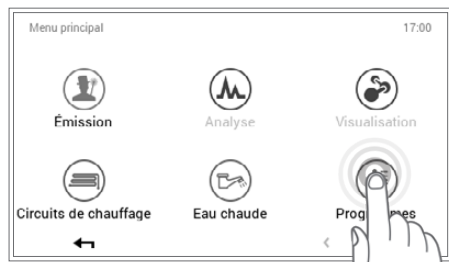 Menu principal 17:00
Émission Analyse Visualisation
Circuits de chauffage Eau chaude